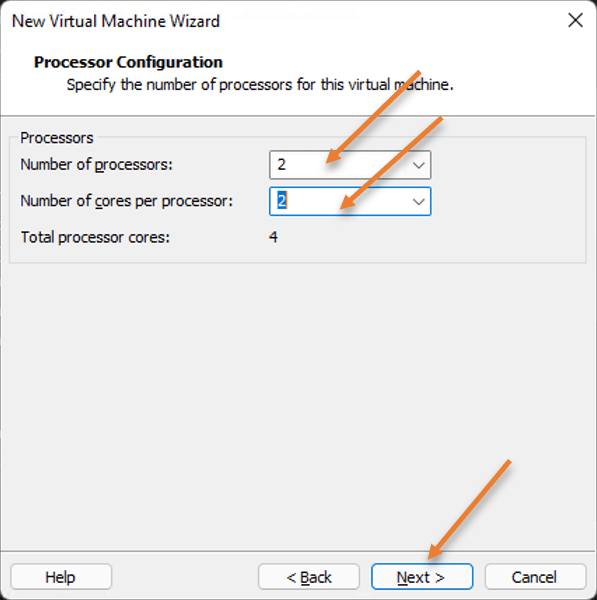 New Virtual Machine Wizard
Processor Configuration
Specify the number of processors for this virtual machine.
Processors
Number of processors: 2
Number of cores per processor: 2
Total processor cores: 4
Help < Back Next > Cancel